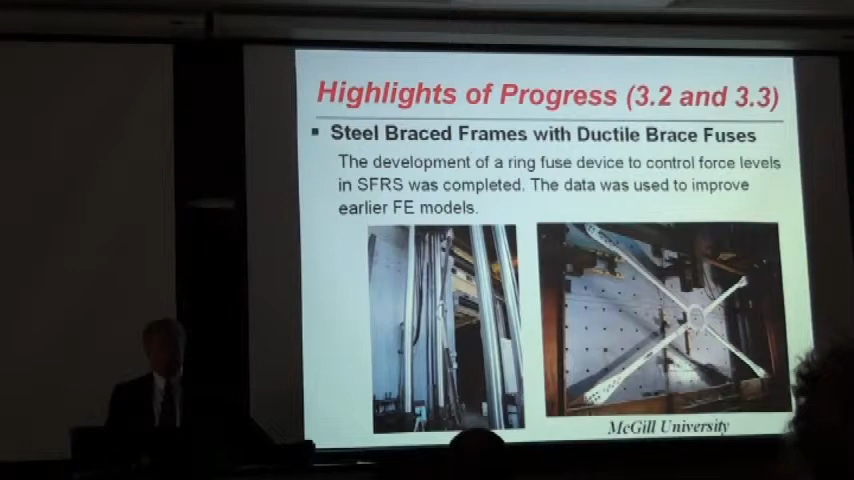 Highlights of Progress (3.2 and 3.3)
▪ Steel Braced Frames with Ductile Brace Fuses
The development of a ring fuse device to control force levels
in SFRS was completed. The data was used to improve
earlier FE models.
McGill University